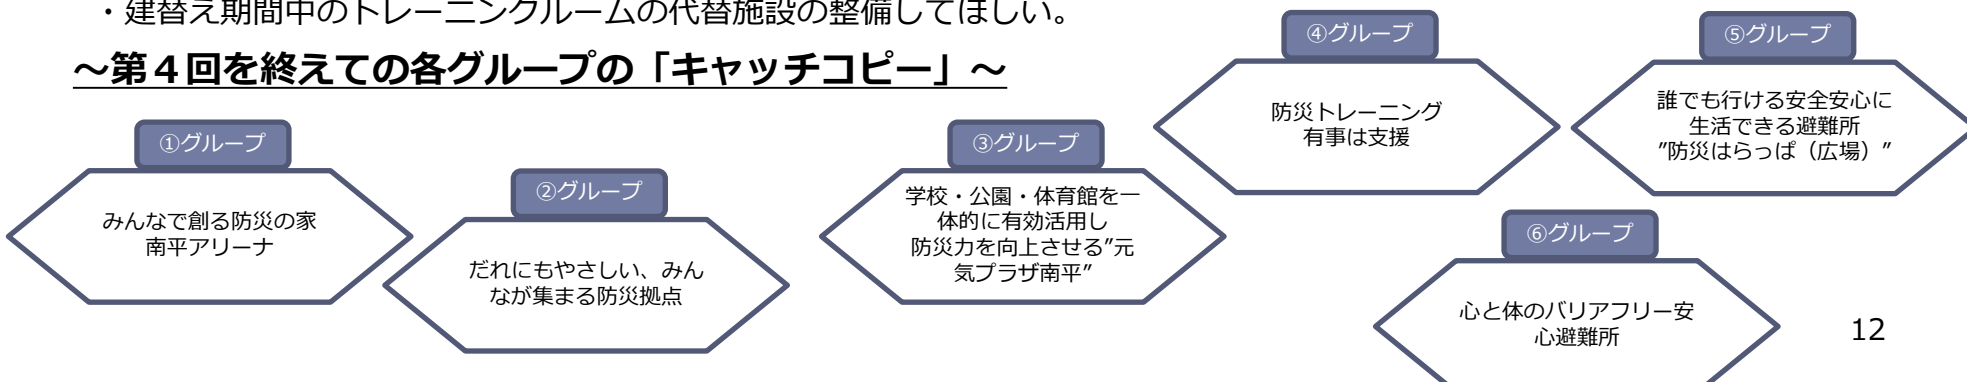 ・建替え期間中のトレーニングルームの代替施設の整備してほしい。
～第４回を終えての各グループの「キャッチコピー」～
①グループ
みんなで創る防災の家
南平アリーナ
②グループ
だれにもやさしい、みん
なが集まる防災拠点
③グループ
学校・公園・体育館を一
体的に有効活用し
防災力を向上させる”元
気プラザ南平”
④グループ
防災トレーニング
有事は支援
⑤グループ
誰でも行ける安全安心に
生活できる避難所
”防災はらっぱ（広場）”
⑥グループ
心と体のバリアフリー安
心避難所
12